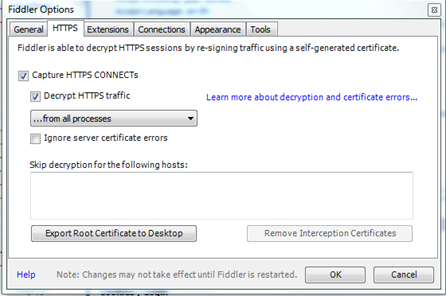 Fiddler Options
General HTTPS Extensions Connections Appearance Tools
Fiddler is able to decrypt HTTPS sessions by re-signing traffic using a self-generated certificate.
Capture HTTPS CONNECTs
Decrypt HTTPS traffic Learn more about decryption and certificate errors...
...from all processes
Ignore server certificate errors
Skip decryption for the following hosts:
Export Root Certificate to Desktop Remove Interception Certificates
Help Note: Changes may not take effect until Fiddler is restarted. OK Cancel